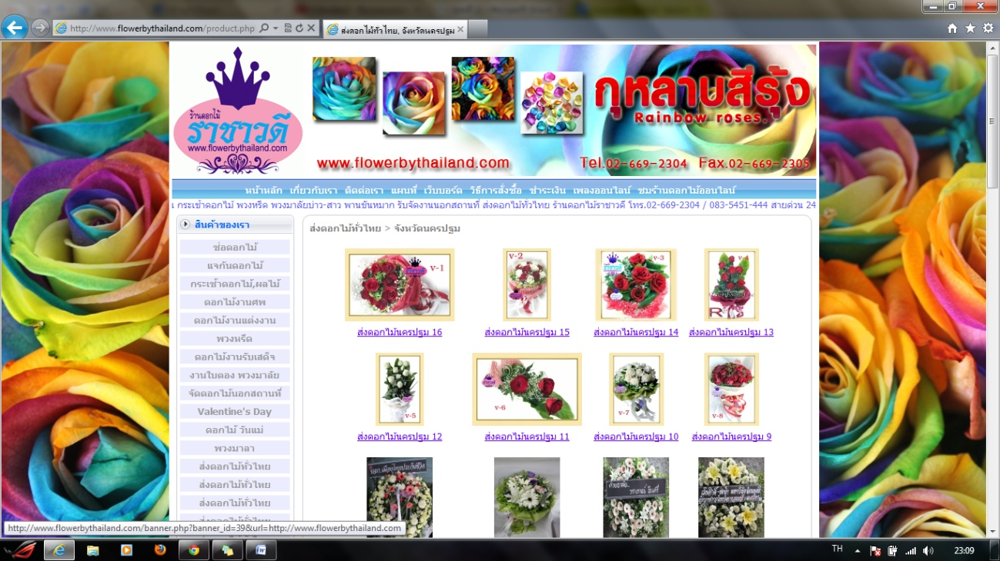 http://www.flowerbythailand.com/product.php
ส่งดอกไม้ทั่วไทย, จังหวัดนครปฐม
ร้านดอกไม้
ราชาวดี
www.flowerbythailand.com
กุหลาบสีรุ้ง
Rainbow roses.
www.flowerbythailand.com
Tel.02-669-2304 Fax.02-669-2305
หน้าหลัก เกี่ยวกับเรา ติดต่อเรา แผนที่ เว็บบอร์ด วิธีการสั่งซื้อ ชำระเงิน เพลงออนไลน์ ชมร้านดอกไม้ออนไลน์
กระเช้าดอกไม้ พวงหรีด พวงมาลัยบ่าว-สาว พานขันหมาก รับจัดงานนอกสถานที่ ส่งดอกไม้ทั่วไทย ร้านดอกไม้ราชาวดี โทร.02-669-2304 / 083-5451-444 สายด่วน 24
สินค้าของเรา
ช่อดอกไม้
แจกันดอกไม้
กระเช้าดอกไม้,ผลไม้
ดอกไม้งานศพ
ดอกไม้งานแต่งงาน
พวงหรีด
ดอกไม้งานรับเสด็จ
งานใบตอง พวงมาลัย
จัดดอกไม้นอกสถานที่
Valentine's Day
ดอกไม้ วันแม่
พวงมาลา
ส่งดอกไม้ทั่วไทย
ส่งดอกไม้ทั่วไทย
ส่งดอกไม้ทั่วไทย
ส่งดอกไม้ทั่วไทย > จังหวัดนครปฐม
v-1
v-2
v-3
v-4
ส่งดอกไม้นครปฐม 16
ส่งดอกไม้นครปฐม 15
ส่งดอกไม้นครปฐม 14
ส่งดอกไม้นครปฐม 13
v-5
v-6
v-7
v-8
ส่งดอกไม้นครปฐม 12
ส่งดอกไม้นครปฐม 11
ส่งดอกไม้นครปฐม 10
ส่งดอกไม้นครปฐม 9
http://www.flowerbythailand.com/banner.php?banner_id=39&url=http://www.flowerbythailand.com
TH
23:09